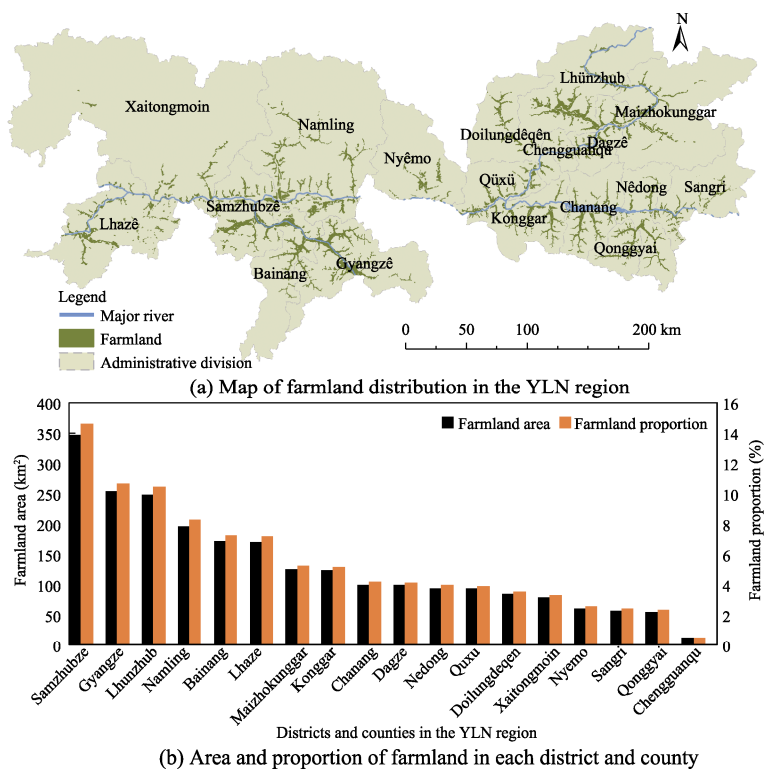 N
Lhünzhub
Xaitongmoin
Maizhokunggar
Namling
Doilungdêqên
Dagzê
Chengguanqu
Nyêmo
Qüxü
Nêdong
Sangri
Samzhubzê
Chanang
Lhazê
Konggar
Qonggyai
Gyangzê
Bainang
Legend
Major river
Farmland
Administrative division
0 50 100 150 200 km
(a) Map of farmland distribution in the YLN region
400
350
300
250
200
150
100
50
0
Farmland area (km²)
Farmland area
Farmland proportion
16
14
12
10
8
6
4
2
0
Farmland proportion (%)
Samzhubze
Gyangze
Lhunzhub
Namling
Bainang
Lhaze
Maizhokunggar
Konggar
Chanang
Dagze
Nedong
Quxu
Doilungdeqen
Xaitongmoin
Nyemo
Sangri
Qonggyai
Chengguanqu
Districts and counties in the YLN region
(b) Area and proportion of farmland in each district and county